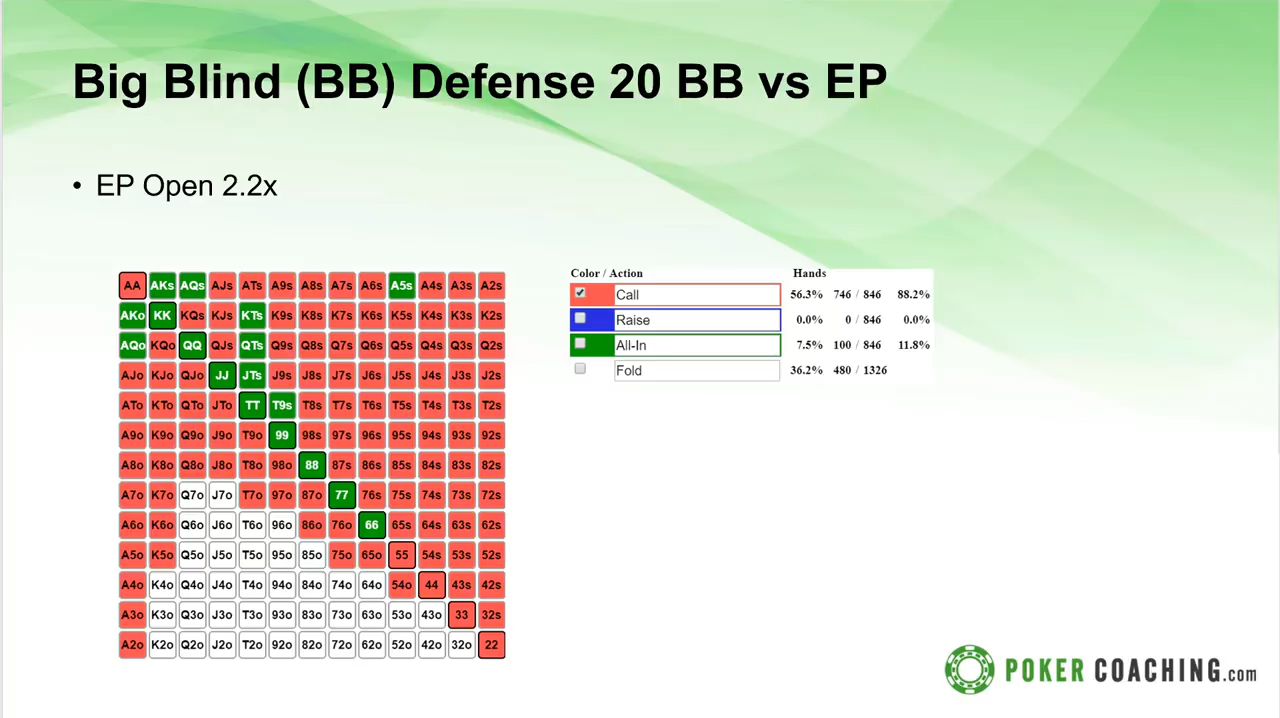 Big Blind (BB) Defense 20 BB vs EP
• EP Open 2.2x
AA AKs AQs AJs ATs A9s A8s A7s A6s A5s A4s A3s A2s
AKo KK KQs KJs KTs K9s K8s K7s K6s K5s K4s K3s K2s
AQo KQo QQ QJs QTs Q9s Q8s Q7s Q6s Q5s Q4s Q3s Q2s
AJo KJo QJo JJ JTs J9s J8s J7s J6s J5s J4s J3s J2s
ATo KTo QTo JTo TT T9s T8s T7s T6s T5s T4s T3s T2s
A9o K9o Q9o J9o T9o 99 98s 97s 96s 95s 94s 93s 92s
A8o K8o Q8o J8o T8o 98o 88 87s 86s 85s 84s 83s 82s
A7o K7o Q7o J7o T7o 97o 87o 77 76s 75s 74s 73s 72s
A6o K6o Q6o J6o T6o 96o 86o 76o 66 65s 64s 63s 62s
A5o K5o Q5o J5o T5o 95o 85o 75o 65o 55 54s 53s 52s
A4o K4o Q4o J4o T4o 94o 84o 74o 64o 54o 44 43s 42s
A3o K3o Q3o J3o T3o 93o 83o 73o 63o 53o 43o 33 32s
A2o K2o Q2o J2o T2o 92o 82o 72o 62o 52o 42o 32o 22
Color / Action Hands
Call 56.3% 746 / 846 88.2%
Raise 0.0% 0 / 846 0.0%
All-In 7.5% 100 / 846 11.8%
Fold 36.2% 480 / 1326
POKER COACHING.com